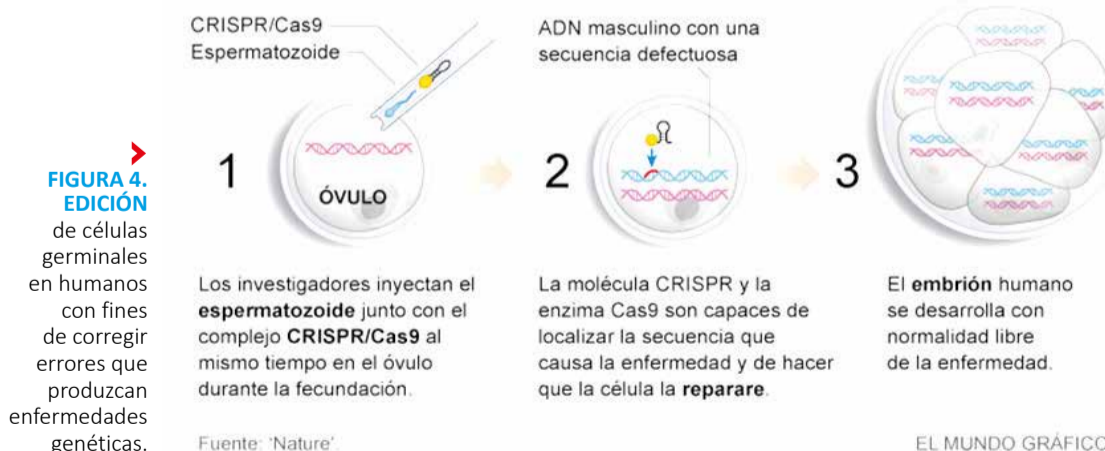 >
FIGURA 4.
EDICIÓN
de células
germinales
en humanos
con fines
de corregir
errores que
produzcan
enfermedades
genéticas.
CRISPR/Cas9
Espermatozoide
1
ÓVULO
Los investigadores inyectan el
espermatozoide junto con el
complejo CRISPR/Cas9 al
mismo tiempo en el óvulo
durante la fecundación.
ADN masculino con una
secuencia defectuosa
2
La molécula CRISPR y la
enzima Cas9 son capaces de
localizar la secuencia que
causa la enfermedad y de hacer
que la célula la reparare.
3
El embrión humano
se desarrolla con
normalidad libre
de la enfermedad.
Fuente: 'Nature'.
EL MUNDO GRÁFICO